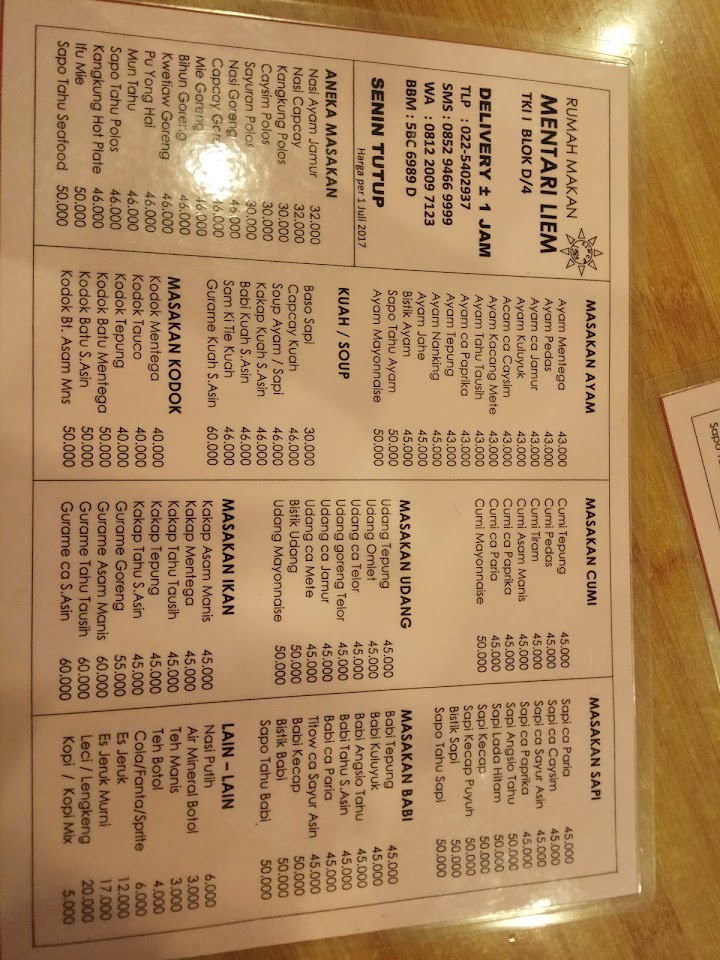 RUMAH MAKAN
MENTARI LIEM
TKI I BLOK D/4
DELIVERY ± 1 JAM
TLP : 022-5402937
SMS : 0852 9466 9999
WA : 0812 2009 7123
BBM : 5BC 6989 D
Harga per 1 Juli 2017
SENIN TUTUP
ANEKA MASAKAN
Nasi Ayam Jamur 32.000
Nasi Capcay 32.000
Kangkung Polos 30.000
Caysim Polos 30.000
Sayuran Polos 30.000
Nasi Goreng 46.000
Capcay Goreng 46.000
Mie Goreng 46.000
Bihun Goreng 46.000
Kwetiaw Goreng 46.000
Pu Yong Hai 46.000
Mun Tahu 46.000
Sapo Tahu Polos 46.000
Kangkung Hot Plate 46.000
Ifu Mie 50.000
Sapo Tahu Seafood 50.000
MASAKAN AYAM
Ayam Mentega 43.000
Ayam Pedas 43.000
Ayam ca Jamur 43.000
Ayam Kuluyuk 43.000
Acam ca Caysim 43.000
Ayam Kacang Mete 43.000
Ayam Tahu Tausih 43.000
Ayam ca Paprika 43.000
Ayam Tepung 43.000
Ayam Nanking 45.000
Ayam Jahe 45.000
Bistik Ayam 45.000
Sapo Tahu Ayam 50.000
Ayam Mayonnaise 50.000
KUAH / SOUP
Baso Sapi 30.000
Capcay Kuah 46.000
Soup Ayam / Sapi 46.000
Kakap Kuah S.Asin 46.000
Babi Kuah S.Asin 46.000
Sam Ki Tie Kuah 46.000
Gurame Kuah S.Asin 60.000
MASAKAN KODOK
Kodok Mentega 40.000
Kodok Tauco 40.000
Kodok Tepung 40.000
Kodok Batu Mentega 50.000
Kodok Batu S.Asin 50.000
Kodok Bt. Asam Mns 50.000
MASAKAN CUMI
Cumi Tepung 45.000
Cumi Pedas 45.000
Cumi Tiram 45.000
Cumi Asam Manis 45.000
Cumi ca Paprika 45.000
Cumi ca Paria 45.000
Cumi Mayonnaise 50.000
MASAKAN UDANG
Udang Tepung 45.000
Udang Omlet 45.000
Udang ca Telor 45.000
Udang goreng Telor 45.000
Udang ca Jamur 45.000
Udang ca Mete 45.000
Bistik Udang 50.000
Udang Mayonnaise 50.000
MASAKAN IKAN
Kakap Asam Manis 45.000
Kakap Mentega 45.000
Kakap Tahu Tausih 45.000
Kakap Tepung 45.000
Kakap Tahu S.Asin 45.000
Gurame Goreng 55.000
Gurame Asam Manis 60.000
Gurame Tahu Tausih 60.000
Gurame ca S.Asin 60.000
MASAKAN SAPI
Sapi ca Paria 45.000
Sapi ca Caysim 45.000
Sapi ca Sayur Asin 45.000
Sapi ca Paprika 45.000
Sapi Angsio Tahu 50.000
Sapi Lada Hitam 50.000
Sapi Kecap 50.000
Sapi Kecap Puyuh 50.000
Bistik Sapi 50.000
Sapo Tahu Sapi 50.000
MASAKAN BABI
Babi Tepung 45.000
Babi Kuluyuk 45.000
Babi Angsio Tahu 45.000
Babi Tahu S.Asin 45.000
Babi ca Paria 45.000
Titow ca Sayur Asin 45.000
Babi Kecap 50.000
Bistik Babi 50.000
Sapo Tahu Babi 50.000
LAIN – LAIN
Nasi Putih 6.000
Air Mineral Botol 3.000
Teh Manis 3.000
Teh Botol 4.000
Cola/Fanta/Sprite 6.000
Es Jeruk 12.000
Es Jeruk Murni 17.000
Leci / Lengkeng 20.000
Kopi / Kopi Mix 5.000